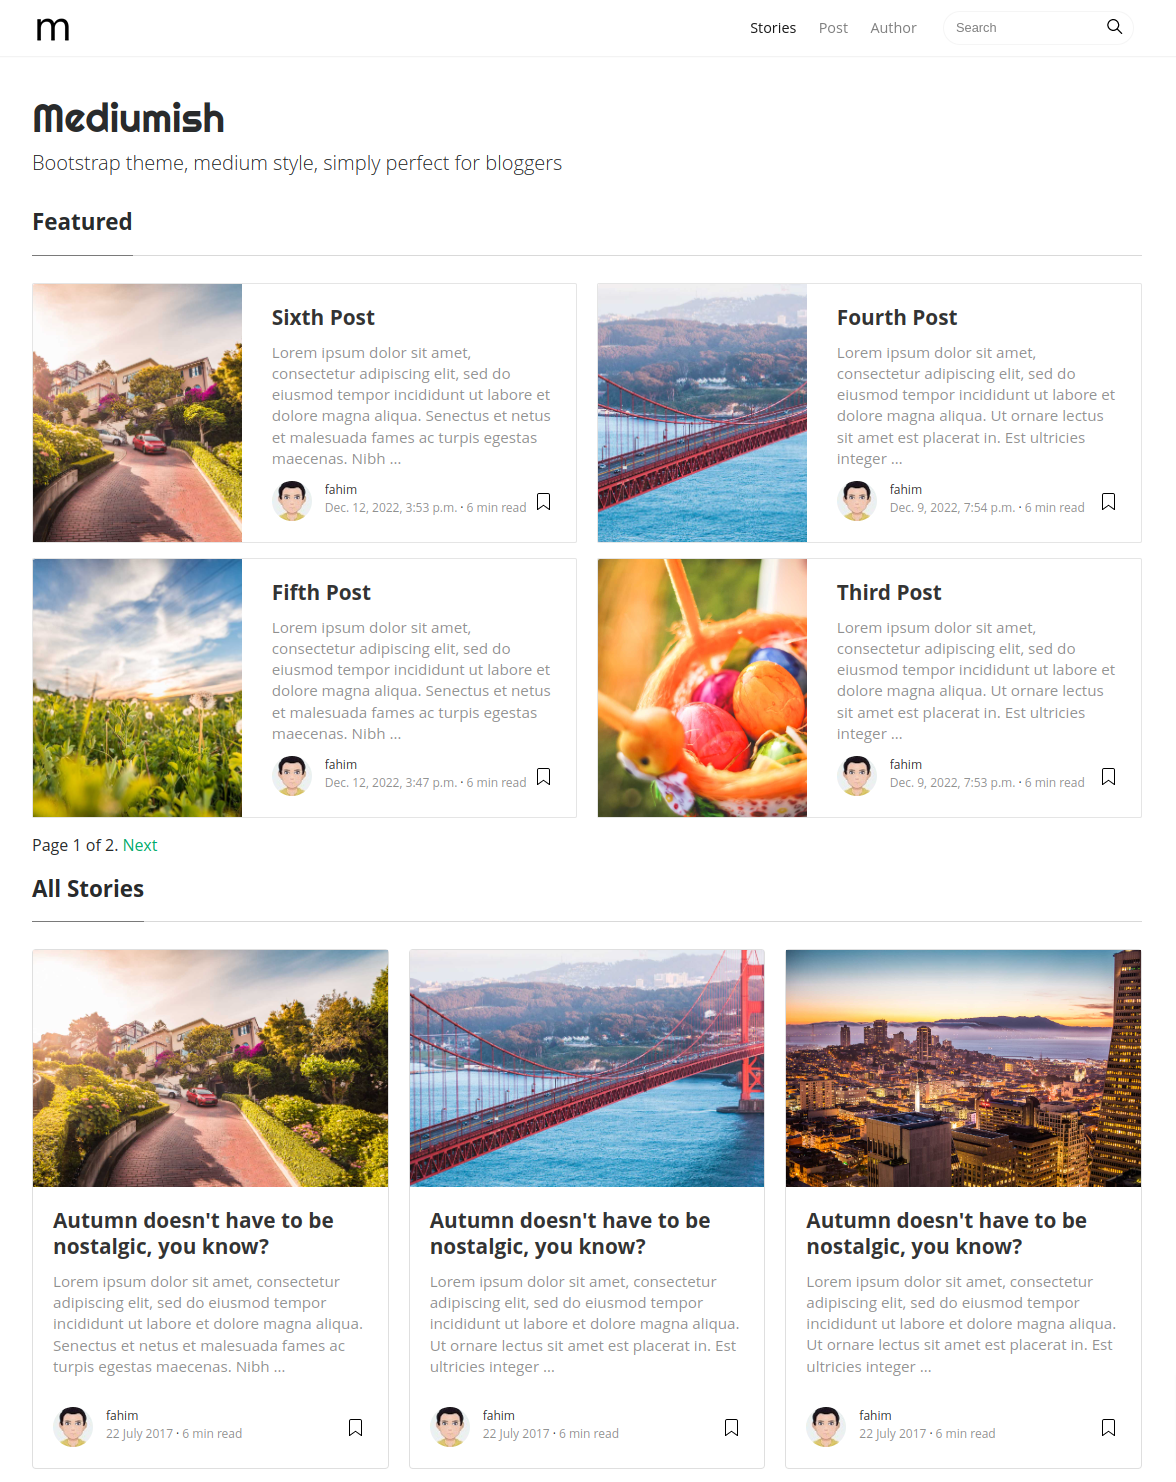 m
Stories Post Author Search
Mediumish
Bootstrap theme, medium style, simply perfect for bloggers
Featured
Sixth Post
Lorem ipsum dolor sit amet,
consectetur adipiscing elit, sed do
eiusmod tempor incididunt ut labore et
dolore magna aliqua. Senectus et netus
et malesuada fames ac turpis egestas
maecenas. Nibh ...
fahim
Dec. 12, 2022, 3:53 p.m. · 6 min read
Fourth Post
Lorem ipsum dolor sit amet,
consectetur adipiscing elit, sed do
eiusmod tempor incididunt ut labore et
dolore magna aliqua. Ut ornare lectus
sit amet est placerat in. Est ultricies
integer ...
fahim
Dec. 9, 2022, 7:54 p.m. · 6 min read
Fifth Post
Lorem ipsum dolor sit amet,
consectetur adipiscing elit, sed do
eiusmod tempor incididunt ut labore et
dolore magna aliqua. Senectus et netus
et malesuada fames ac turpis egestas
maecenas. Nibh ...
fahim
Dec. 12, 2022, 3:47 p.m. · 6 min read
Third Post
Lorem ipsum dolor sit amet,
consectetur adipiscing elit, sed do
eiusmod tempor incididunt ut labore et
dolore magna aliqua. Ut ornare lectus
sit amet est placerat in. Est ultricies
integer ...
fahim
Dec. 9, 2022, 7:53 p.m. · 6 min read
Page 1 of 2. Next
All Stories
Autumn doesn't have to be
nostalgic, you know?
Lorem ipsum dolor sit amet, consectetur
adipiscing elit, sed do eiusmod tempor
incididunt ut labore et dolore magna aliqua.
Senectus et netus et malesuada fames ac
turpis egestas maecenas. Nibh ...
fahim
22 July 2017 · 6 min read
Autumn doesn't have to be
nostalgic, you know?
Lorem ipsum dolor sit amet, consectetur
adipiscing elit, sed do eiusmod tempor
incididunt ut labore et dolore magna aliqua.
Ut ornare lectus sit amet est placerat in. Est
ultricies integer ...
fahim
22 July 2017 · 6 min read
Autumn doesn't have to be
nostalgic, you know?
Lorem ipsum dolor sit amet, consectetur
adipiscing elit, sed do eiusmod tempor
incididunt ut labore et dolore magna aliqua.
Ut ornare lectus sit amet est placerat in. Est
ultricies integer ...
fahim
22 July 2017 · 6 min read